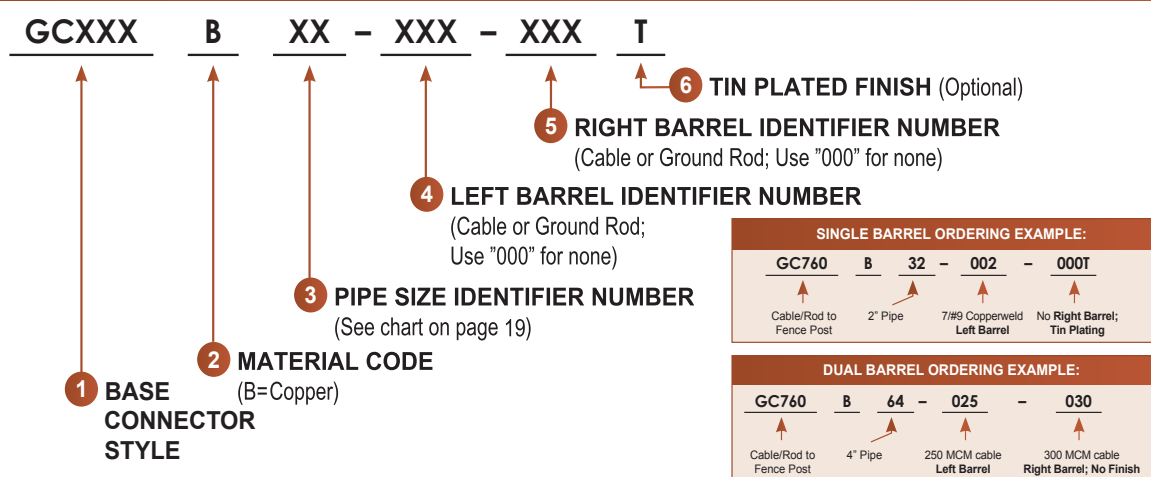 GCXXX B XX – XXX – XXX T
6 TIN PLATED FINISH (Optional)
5 RIGHT BARREL IDENTIFIER NUMBER
(Cable or Ground Rod; Use ”000” for none)
4 LEFT BARREL IDENTIFIER NUMBER
(Cable or Ground Rod;
Use ”000” for none)
3 PIPE SIZE IDENTIFIER NUMBER
(See chart on page 19)
2 MATERIAL CODE
(B=Copper)
1 BASE
CONNECTOR
STYLE
SINGLE BARREL ORDERING EXAMPLE:
GC760 B 32 – 002 – 000T
Cable/Rod to
Fence Post
2" Pipe
7/#9 Copperweld
Left Barrel
No Right Barrel;
Tin Plating
DUAL BARREL ORDERING EXAMPLE:
GC760 B 64 – 025 – 030
Cable/Rod to
Fence Post
4" Pipe
250 MCM cable
Left Barrel
300 MCM cable
Right Barrel; No Finish